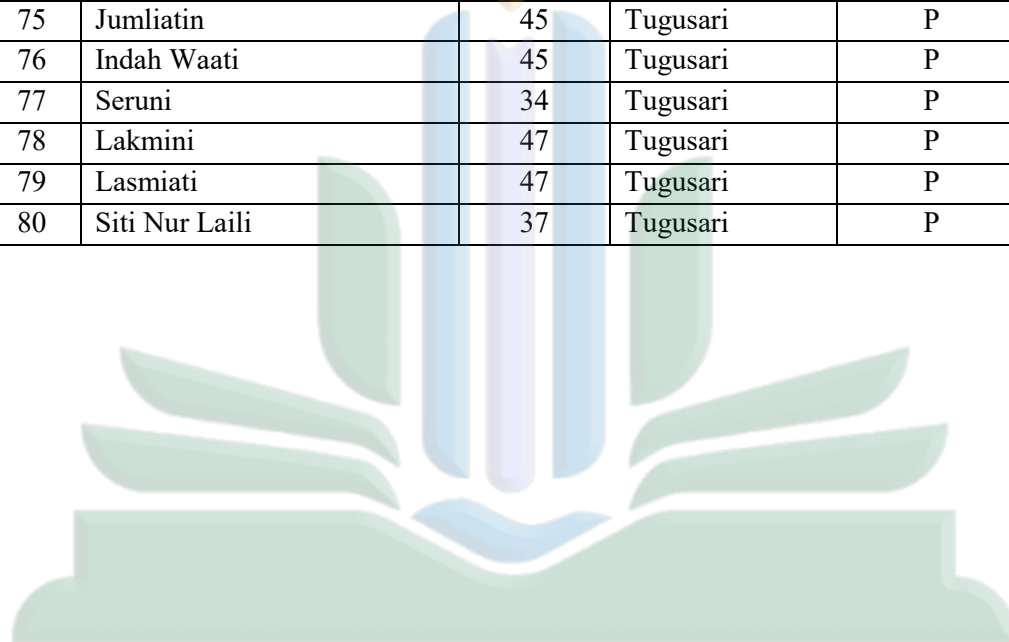 75 Jumliatin 45 Tugusari P
76 Indah Waati 45 Tugusari P
77 Seruni 34 Tugusari P
78 Lakmini 47 Tugusari P
79 Lasmiati 47 Tugusari P
80 Siti Nur Laili 37 Tugusari P